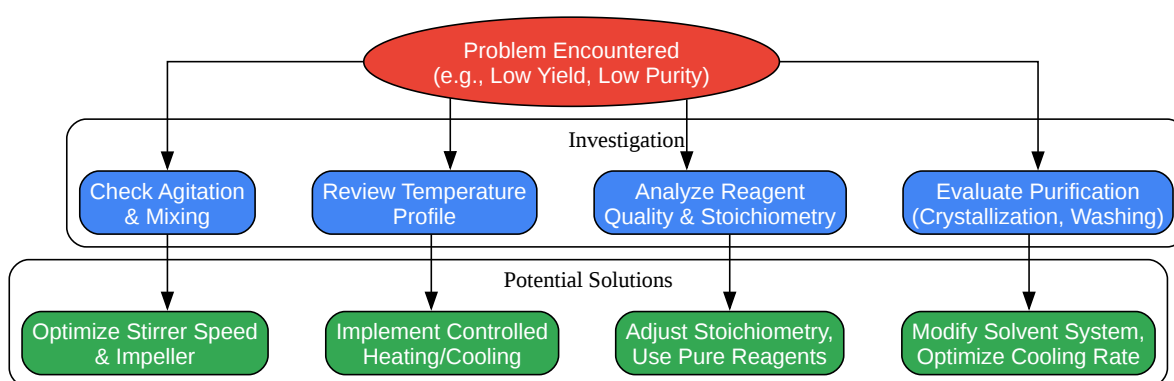 Problem Encountered
(e.g., Low Yield, Low Purity)
Investigation
Check Agitation
& Mixing
Review Temperature
Profile
Analyze Reagent
Quality & Stoichiometry
Evaluate Purification
(Crystallization, Washing)
Potential Solutions
Optimize Stirrer Speed
& Impeller
Implement Controlled
Heating/Cooling
Adjust Stoichiometry,
Use Pure Reagents
Modify Solvent System,
Optimize Cooling Rate